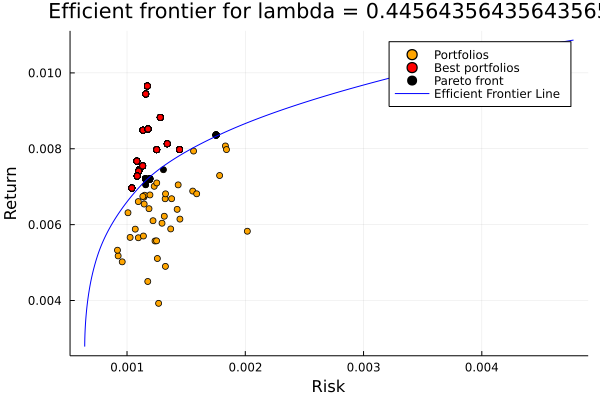 Efficient frontier for lambda = 0.4456435643564356
Portfolios
Best portfolios
Pareto front
Efficient Frontier Line
Return
0.010
0.008
0.006
0.004
0.001
0.002
0.003
0.004
Risk